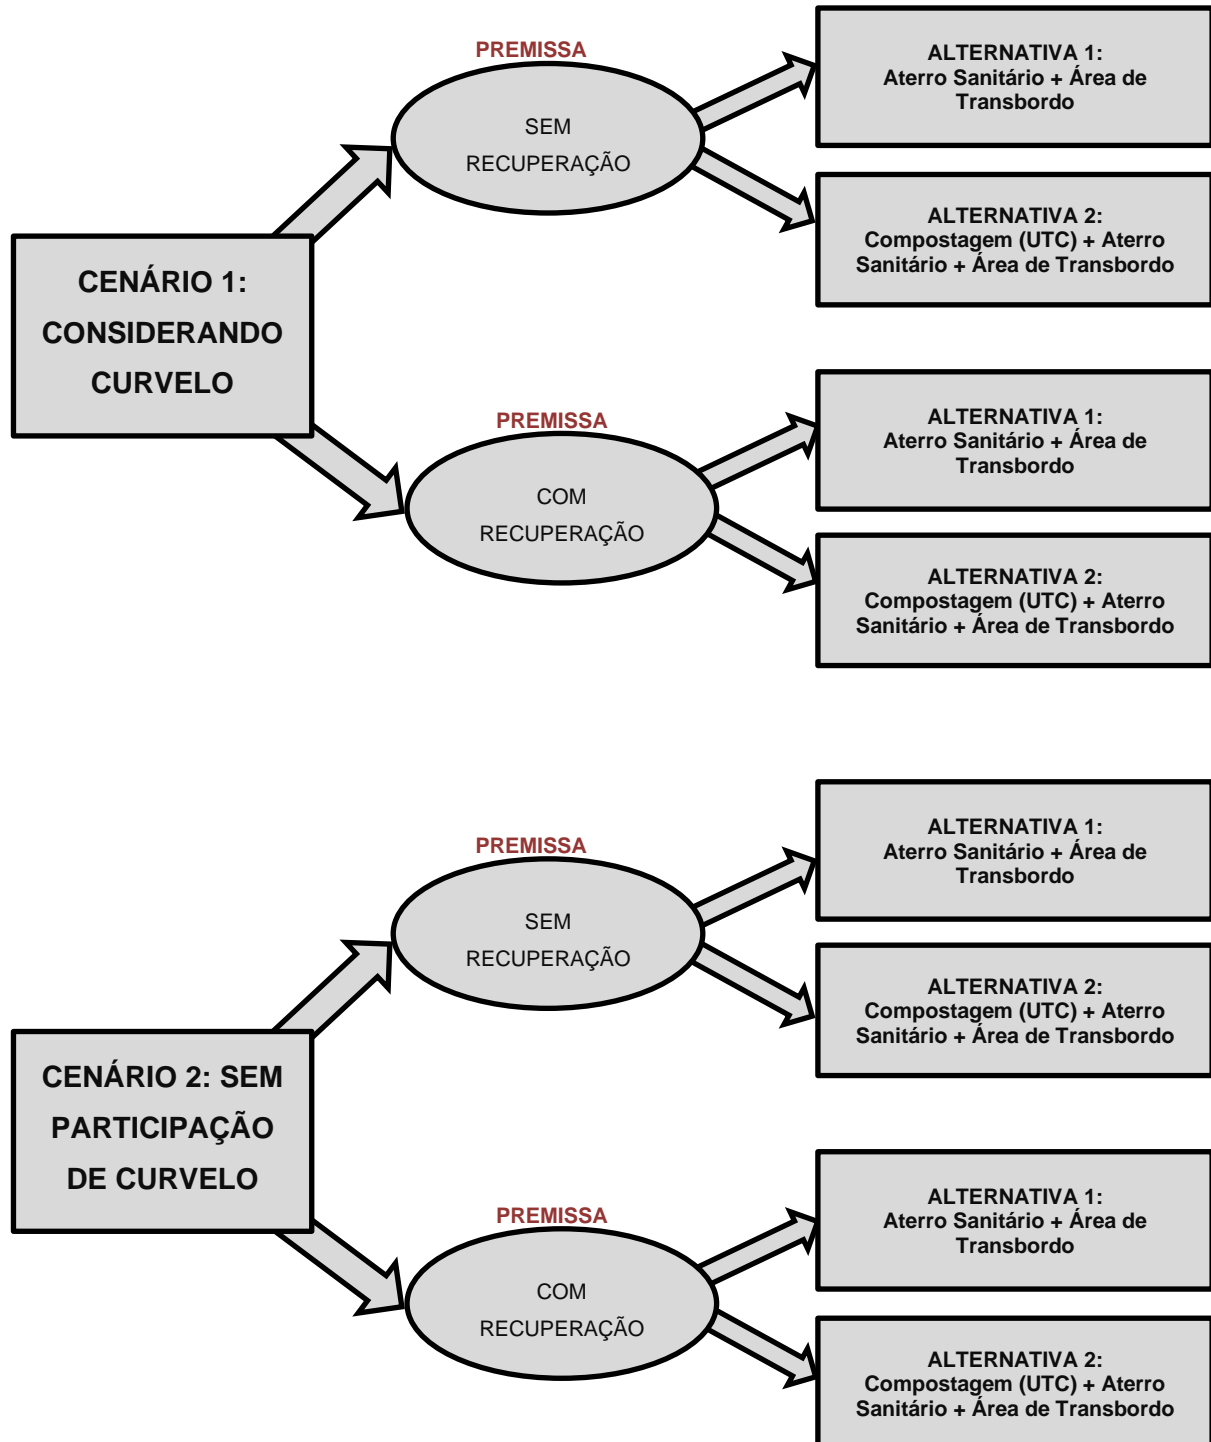 PREMISSA
SEM
RECUPERAÇÃO
ALTERNATIVA 1:
Aterro Sanitário + Área de
Transbordo
ALTERNATIVA 2:
Compostagem (UTC) + Aterro
Sanitário + Área de Transbordo
CENÁRIO 1:
CONSIDERANDO
CURVELO
PREMISSA
COM
RECUPERAÇÃO
ALTERNATIVA 1:
Aterro Sanitário + Área de
Transbordo
ALTERNATIVA 2:
Compostagem (UTC) + Aterro
Sanitário + Área de Transbordo
PREMISSA
SEM
RECUPERAÇÃO
ALTERNATIVA 1:
Aterro Sanitário + Área de
Transbordo
ALTERNATIVA 2:
Compostagem (UTC) + Aterro
Sanitário + Área de Transbordo
CENÁRIO 2: SEM
PARTICIPAÇÃO
DE CURVELO
PREMISSA
COM
RECUPERAÇÃO
ALTERNATIVA 1:
Aterro Sanitário + Área de
Transbordo
ALTERNATIVA 2:
Compostagem (UTC) + Aterro
Sanitário + Área de Transbordo